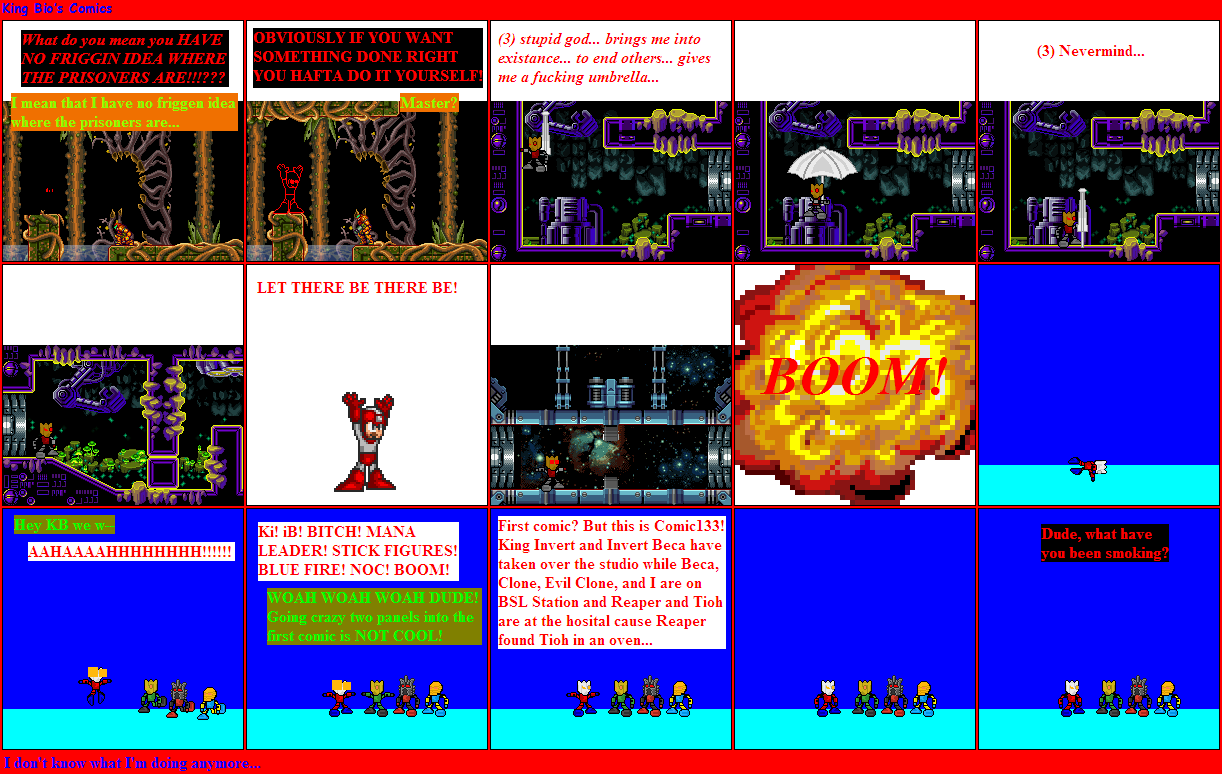 King Bio's Comics
What do you mean you HAVE
NO FRIGGIN IDEA WHERE
THE PRISONERS ARE!!!???
I mean that I have no friggen idea
where the prisoners are...
OBVIOUSLY IF YOU WANT
SOMETHING DONE RIGHT
YOU HAFTA DO IT YOURSELF!
Master?
(3) stupid god... brings me into
existance... to end others... gives
me a fucking umbrella...
(3) Nevermind...
LET THERE BE THERE BE!
BOOM!
Hey KB we w--
AAHAAAAHHHHHHHH!!!!!!
Ki! iB! BITCH! MANA
LEADER! STICK FIGURES!
BLUE FIRE! NOC! BOOM!
WOAH WOAH WOAH DUDE!
Going crazy two panels into the
first comic is NOT COOL!
First comic? But this is Comic133!
King Invert and Invert Beca have
taken over the studio while Beca,
Clone, Evil Clone, and I are on
BSL Station and Reaper and Tioh
are at the hosital cause Reaper
found Tioh in an oven...
Dude, what have
you been smoking?
I don't know what I'm doing anymore...